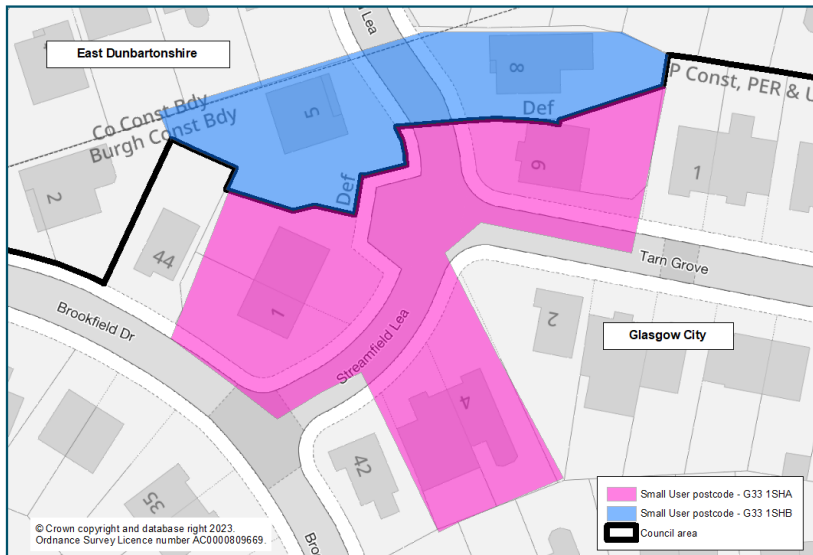 East Dunbartonshire
Lea
8
P Const, PER & U
Co Const Bdy
Burgh Const Bdy
5
Def
Def
2
6
1
44
1
Tarn Grove
Brookfield Dr
2
Glasgow City
Streamfield Lea
4
42
35
Bro
Small User postcode - G33 1SHA
Small User postcode - G33 1SHB
Council area
© Crown copyright and database right 2023.
Ordnance Survey Licence number AC0000809669.